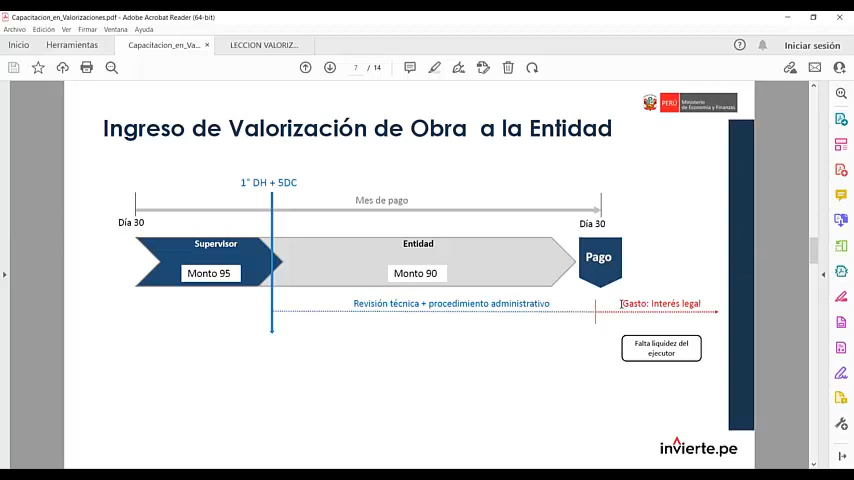 Capacitacion_en_Valorizaciones.pdf - Adobe Acrobat Reader (64-bit)
Archivo Edición Ver Firmar Ventana Ayuda
Inicio Herramientas Capacitacion_en_Va... × LECCION VALORIZ... Iniciar sesión
7 / 14
PERÚ Ministerio de Economía y Finanzas
Ingreso de Valorización de Obra a la Entidad
1° DH + 5DC
Mes de pago
Día 30 Día 30
Supervisor Entidad
Pago
Monto 95 Monto 90
Revisión técnica + procedimiento administrativo Gasto: Interés legal
Falta liquidez del
ejecutor
invierte.pe